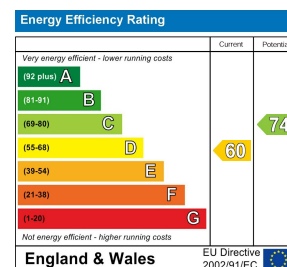 Energy Efficiency Rating
Current Potentia
Very energy efficient - lower running costs
(92 plus) A
(81-91) B
(69-80) C
(55-68) D
(39-54) E
(21-38) F
(1-20) G
60
74
Not energy efficient - higher running costs
England & Wales
EU Directive
2002/91/EC